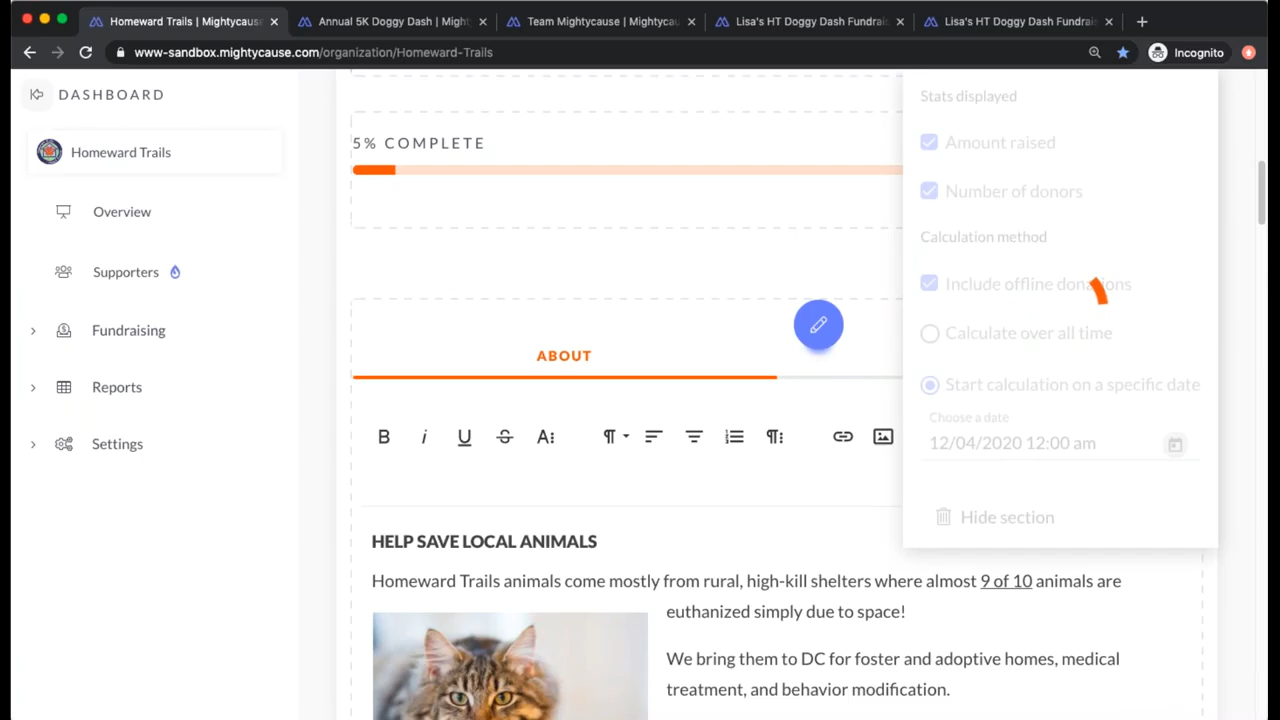 Homeward Trails | Mightycause
Annual 5K Doggy Dash | Might
Team Mightycause | Mightycau
Lisa's HT Doggy Dash Fundrais
Lisa's HT Doggy Dash Fundrais
www-sandbox.mightycause.com/organization/Homeward-Trails
Incognito
DASHBOARD
Homeward Trails
Overview
Supporters
Fundraising
Reports
Settings
5% COMPLETE
ABOUT
HELP SAVE LOCAL ANIMALS
Homeward Trails animals come mostly from rural, high-kill shelters where almost 9 of 10 animals are
euthanized simply due to space!
We bring them to DC for foster and adoptive homes, medical
treatment, and behavior modification.
Stats displayed
Amount raised
Number of donors
Calculation method
Include offline donations
Calculate over all time
Start calculation on a specific date
Choose a date
12/04/2020 12:00 am
Hide section